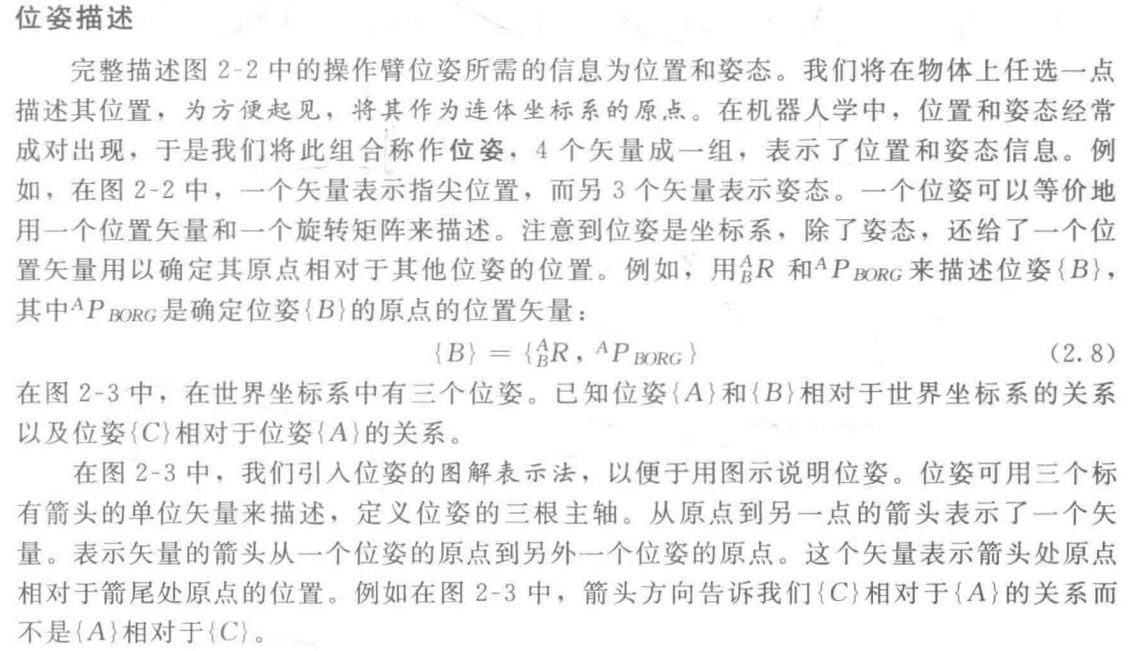 位姿描述
完整描述图 2-2 中的操作臂位姿所需的信息为位置和姿态。我们将在物体上任选一点
描述其位置，为方便起见，将其作为连体坐标系的原点。在机器人学中，位置和姿态经常
成对出现，于是我们将此组合称作位姿，4 个矢量成一组，表示了位置和姿态信息。例
如，在图 2-2 中，一个矢量表示指尖位置，而另 3 个矢量表示姿态。一个位姿可以等价地
用一个位置矢量和一个旋转矩阵来描述。注意到位姿是坐标系，除了姿态，还给了一个位
置矢量用以确定其原点相对于其他位姿的位置。例如，用${}^{A}_{B}R$ 和${}^{A}P_{BORG}$来描述位姿{B}，
其中${}^{A}P_{BORG}$是确定位姿{B}的原点的位置矢量：
{B} = {${}^{A}_{B}R$，${}^{A}P_{BORG}$} (2.8)
在图 2-3 中，在世界坐标系中有三个位姿。已知位姿{A}和{B}相对于世界坐标系的关系
以及位姿{C}相对于位姿{A}的关系。
在图 2-3 中，我们引入位姿的图解表示法，以便于用图示说明位姿。位姿可用三个标
有箭头的单位矢量来描述，定义位姿的三根主轴。从原点到另一点的箭头表示了一个矢
量。表示矢量的箭头从一个位姿的原点到另外一个位姿的原点。这个矢量表示箭头处原点
相对于箭尾处原点的位置。例如在图 2-3 中，箭头方向告诉我们{C}相对于{A}的关系而
不是{A}相对于{C}。